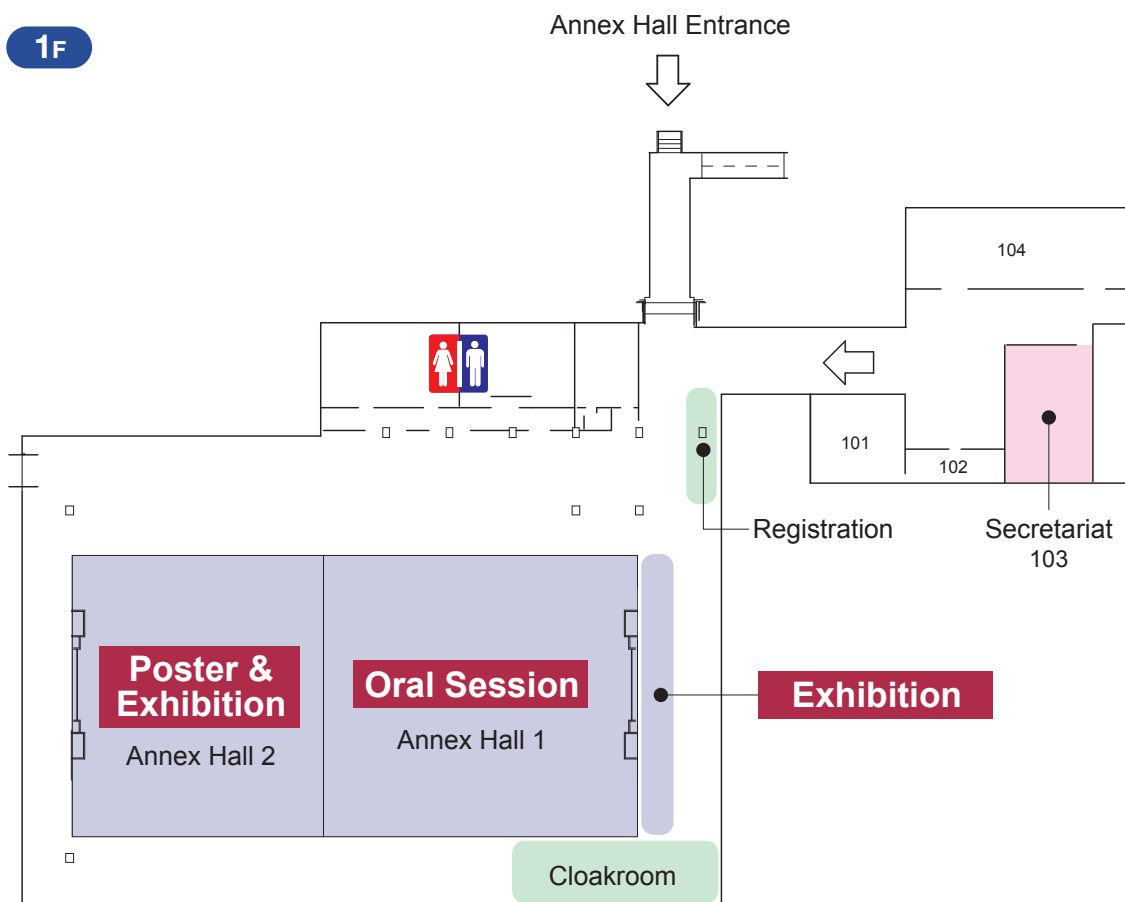 1F
Annex Hall Entrance
104
101
102
Registration
Secretariat
103
Poster &
Exhibition
Annex Hall 2
Oral Session
Annex Hall 1
Exhibition
Cloakroom